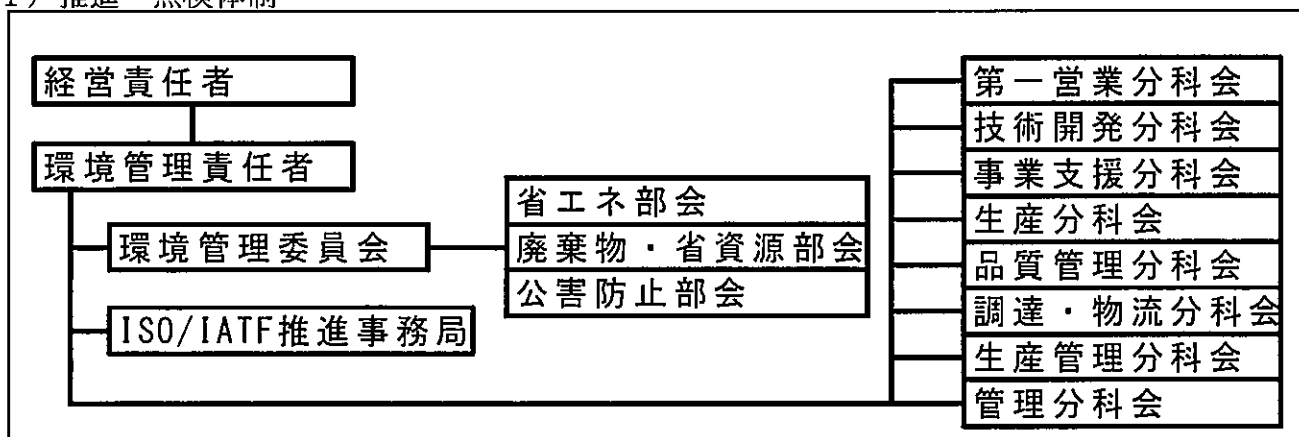 経営責任者
環境管理責任者
環境管理委員会
ISO/IATF推進事務局
省エネ部会
廃棄物・省資源部会
公害防止部会
第一営業分科会
技術開発分科会
事業支援分科会
生産分科会
品質管理分科会
調達・物流分科会
生産管理分科会
管理分科会